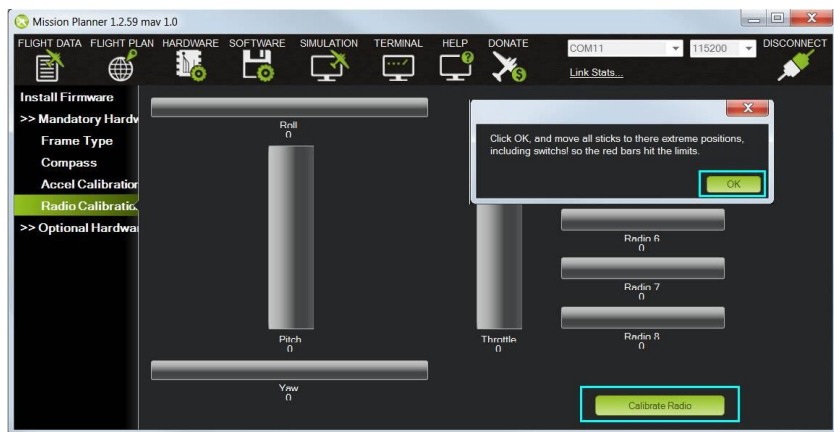 Mission Planner 1.2.59 mav 1.0
FLIGHT DATA FLIGHT PLAN HARDWARE SOFTWARE SIMULATION TERMINAL HELP DONATE COM11 115200 DISCONNECT
Link Stats...
Install Firmware
>> Mandatory Hardw
Frame Type
Compass
Accel Calibration
Radio Calibratio
>> Optional Hardwa
Roll
0
Pitch
0
Yaw
0
Click OK, and move all sticks to there extreme positions,
including switchs! so the red bars hit the limits.
OK
Throttle
0
Radio 6
0
Radio 7
0
Radio 8
0
Calibrate Radio